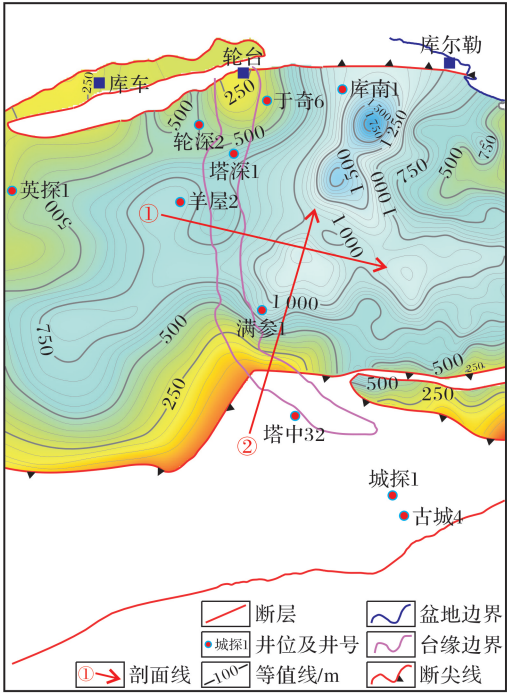 库尔勒
轮台
库车
250
250
于奇6
库南1
500
1 500
1 750
1 250
轮深2
500
塔深1
750
500
750
英探1
羊屋2
1 500
1 000
500
①
1 000
1 000
满参1
750
500
500
250
250
500
250
②
塔中32
城探1
古城4
断层
盆地边界
城探1 井位及井号
台缘边界
① 剖面线
100 等值线/m
断尖线